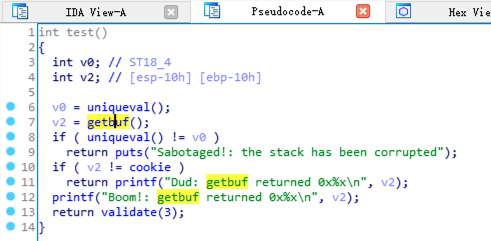 IDA View-A Pseudocode-A Hex View
1 int test()
2 {
3 int v0; // ST18_4
4 int v2; // [esp-10h] [ebp-10h]
5
6 v0 = uniqueval();
7 v2 = getbuf();
8 if ( uniqueval() != v0 )
9 return puts("Sabotaged!: the stack has been corrupted");
10 if ( v2 != cookie )
11 return printf("Dud: getbuf returned 0x%x\n", v2);
12 printf("Boom!: getbuf returned 0x%x\n", v2);
13 return validate(3);
14 }